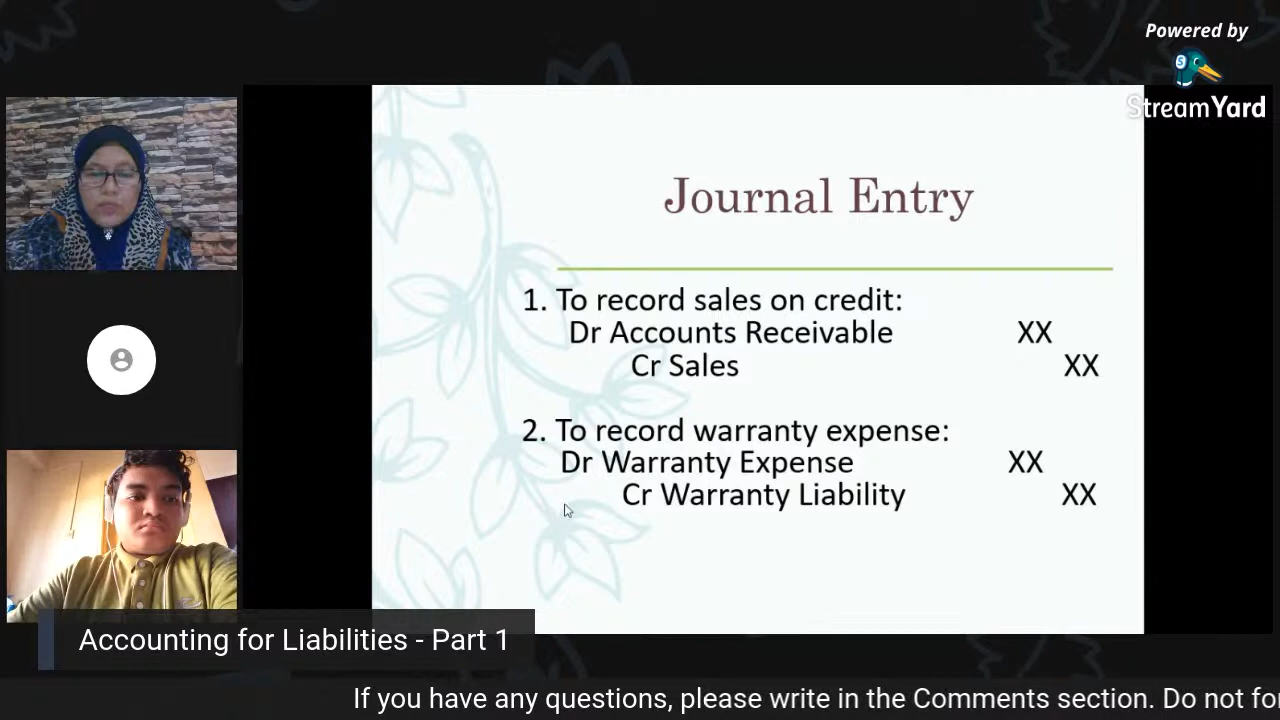 Powered by
StreamYard
Journal Entry
1. To record sales on credit:
Dr Accounts Receivable XX
Cr Sales XX
2. To record warranty expense:
Dr Warranty Expense XX
Cr Warranty Liability XX
Accounting for Liabilities - Part 1
If you have any questions, please write in the Comments section. Do not